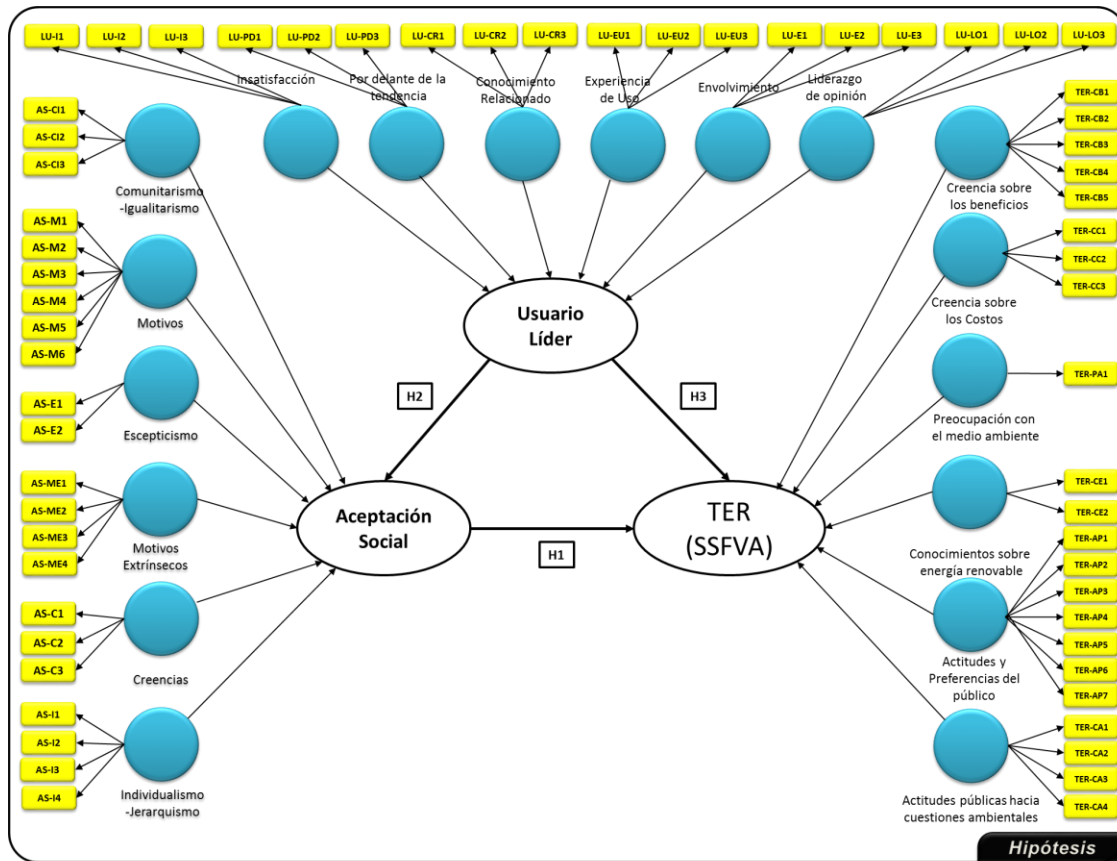 LU-I1
LU-I2
LU-I3
LU-PD1
LU-PD2
LU-PD3
LU-CR1
LU-CR2
LU-CR3
LU-EU1
LU-EU2
LU-EU3
LU-E1
LU-E2
LU-E3
LU-LO1
LU-LO2
LU-LO3
Insatisfacción
Por delante de la
tendencia
Conocimiento
Relacionado
Experiencia
de Uso
Envolvimiento
Liderazgo
de opinión
AS-CI1
AS-CI2
AS-CI3
Comunitarismo
-Igualitarismo
AS-M1
AS-M2
AS-M3
AS-M4
AS-M5
AS-M6
Motivos
AS-E1
AS-E2
Escepticismo
AS-ME1
AS-ME2
AS-ME3
AS-ME4
Motivos
Extrínsecos
AS-C1
AS-C2
AS-C3
Creencias
AS-I1
AS-I2
AS-I3
AS-I4
Individualismo
-Jerarquismo
Usuario
Líder
H2
H3
Aceptación
Social
H1
TER
(SSFVA)
TER-CB1
TER-CB2
TER-CB3
TER-CB4
TER-CB5
Creencia sobre
los beneficios
TER-CC1
TER-CC2
TER-CC3
Creencia sobre
los Costos
TER-PA1
Preocupación con
el medio ambiente
TER-CE1
TER-CE2
Conocimientos sobre
energía renovable
TER-AP1
TER-AP2
TER-AP3
TER-AP4
TER-AP5
TER-AP6
TER-AP7
Actitudes y
Preferencias del
público
TER-CA1
TER-CA2
TER-CA3
TER-CA4
Actitudes públicas hacia
cuestiones ambientales
Hipótesis